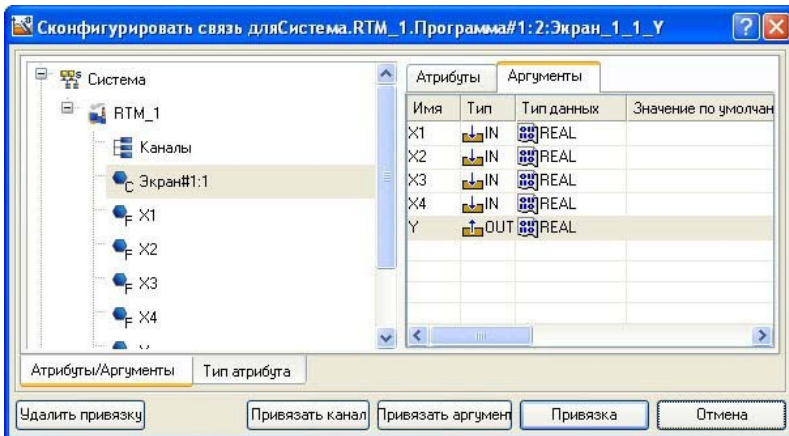 Сконфигурировать связь дляСистема.RTM_1.Программа#1:2:Экран_1_1_Y
Система
RTM_1
Каналы
C Экран#1:1
F X1
F X2
F X3
F X4
Атрибуты Аргументы
Имя Тип Тип данных Значение по умолчан
X1 IN REAL
X2 IN REAL
X3 IN REAL
X4 IN REAL
Y OUT REAL
Атрибуты/Аргументы Тип атрибута
Удалить привязку Привязать канал Привязать аргумент Привязка Отмена